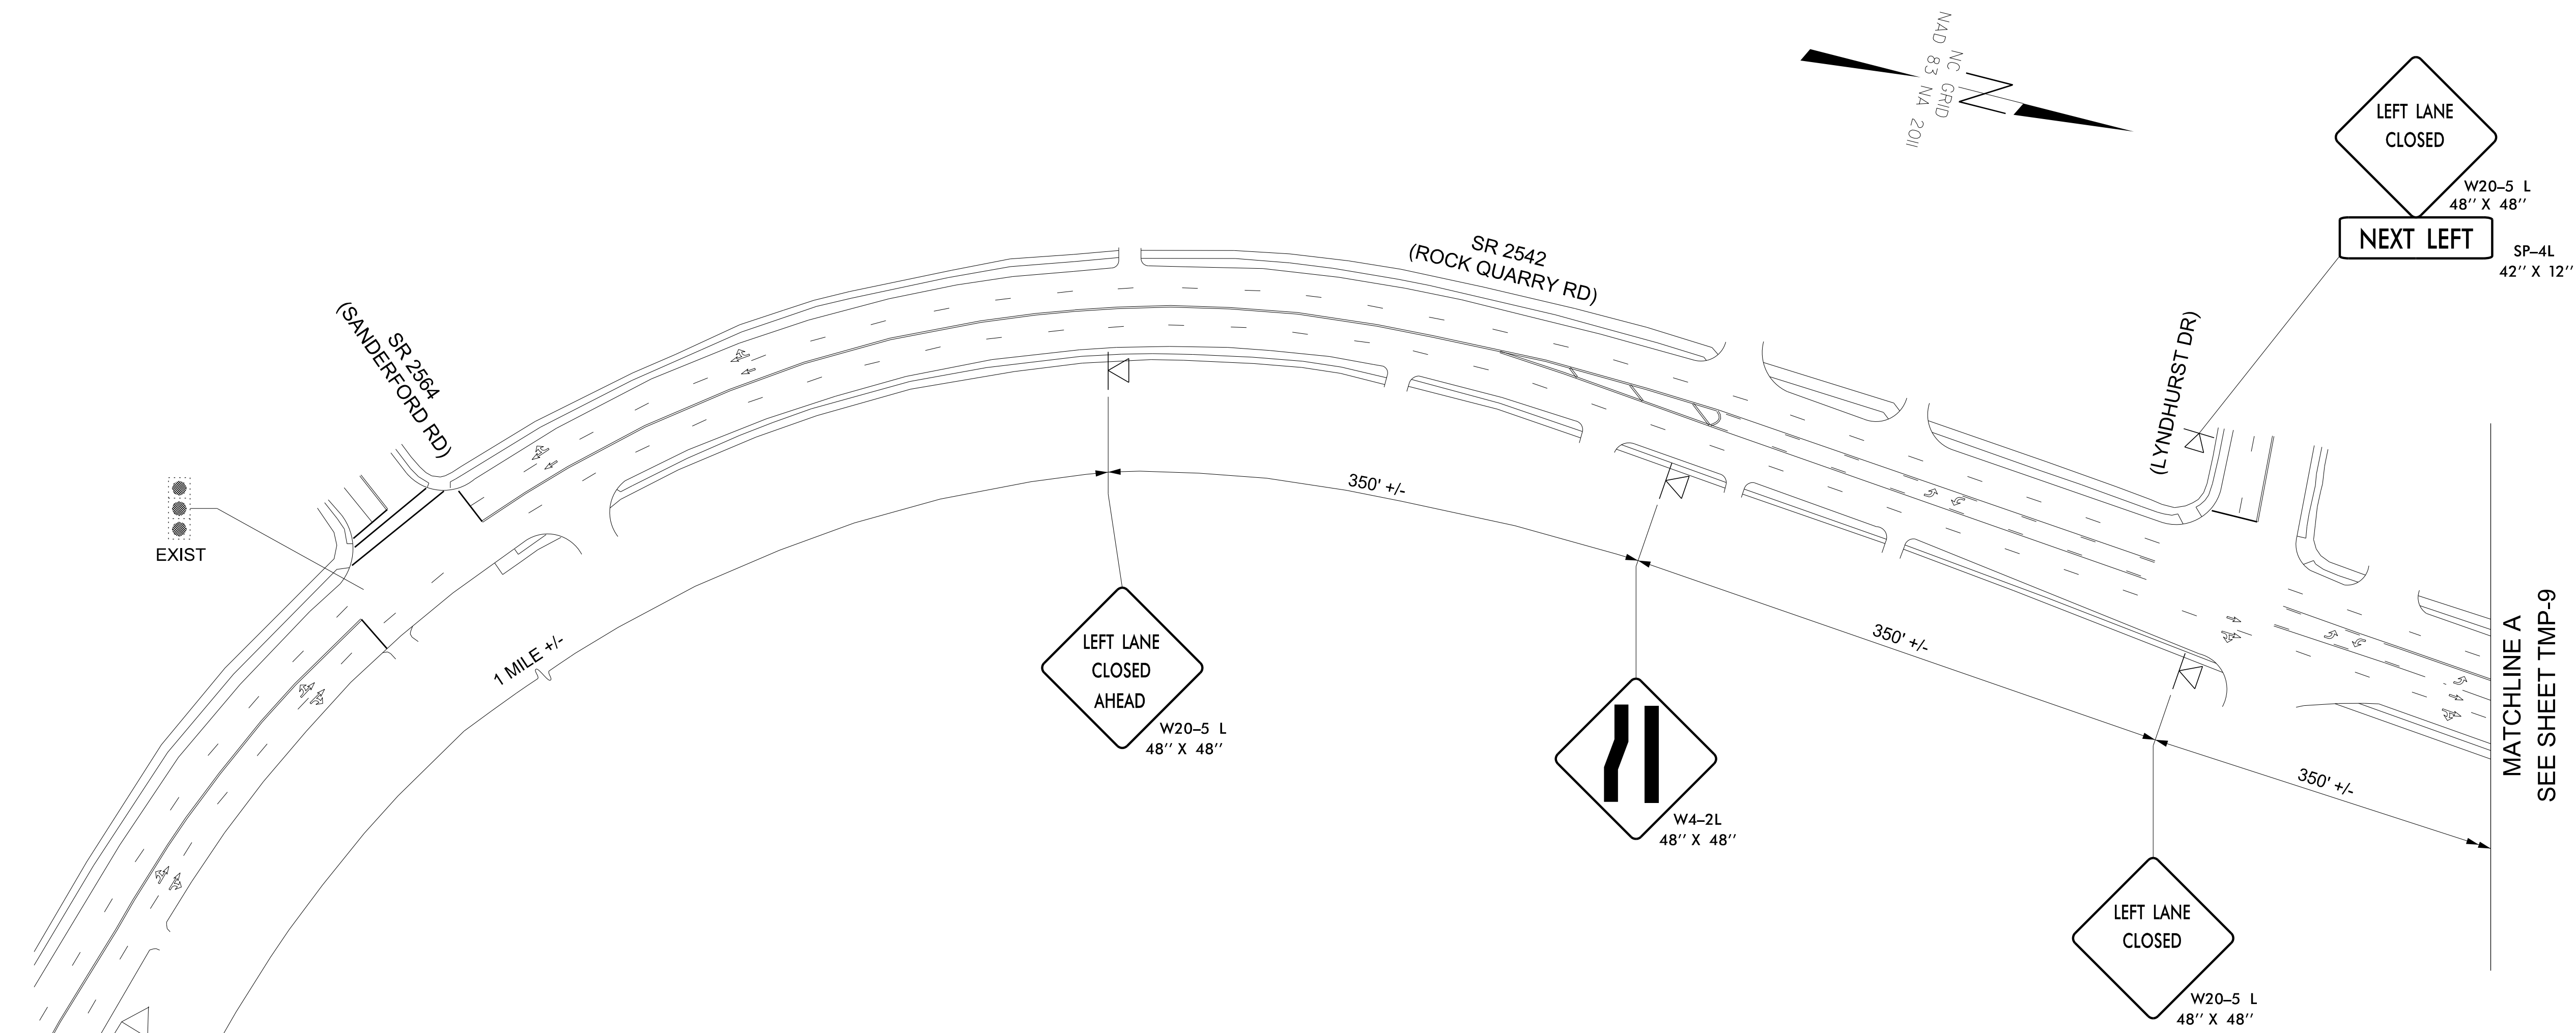 NC GRID
NAD 83 NA 2011
N
LEFT LANE
CLOSED
W20–5 L
48'' X 48''
NEXT LEFT
SP–4L
42'' X 12''
SR 2542
(ROCK QUARRY RD)
SR 2564
(SANDERFORD RD)
(LYNDHURST DR)
EXIST
350' +/-
350' +/-
350' +/-
1 MILE +/-
LEFT LANE
CLOSED
AHEAD
W20–5 L
48'' X 48''
W4–2L
48'' X 48''
LEFT LANE
CLOSED
W20–5 L
48'' X 48''
MATCHLINE A
SEE SHEET TMP-9